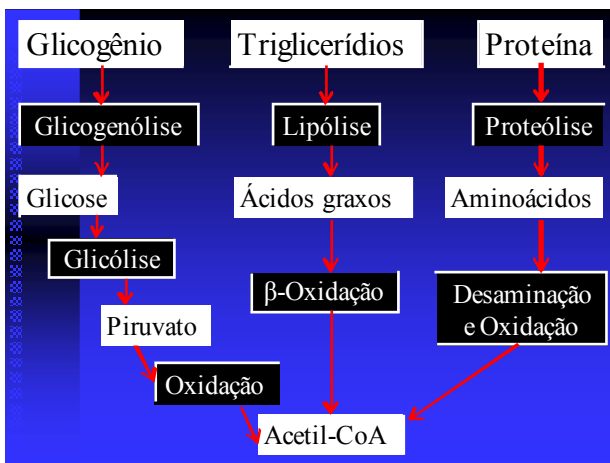 Glicogênio
Triglicerídios
Proteína
Glicogenólise
Lipólise
Proteólise
Glicose
Ácidos graxos
Aminoácidos
Glicólise
β-Oxidação
Desaminação
e Oxidação
Piruvato
Oxidação
Acetil-CoA